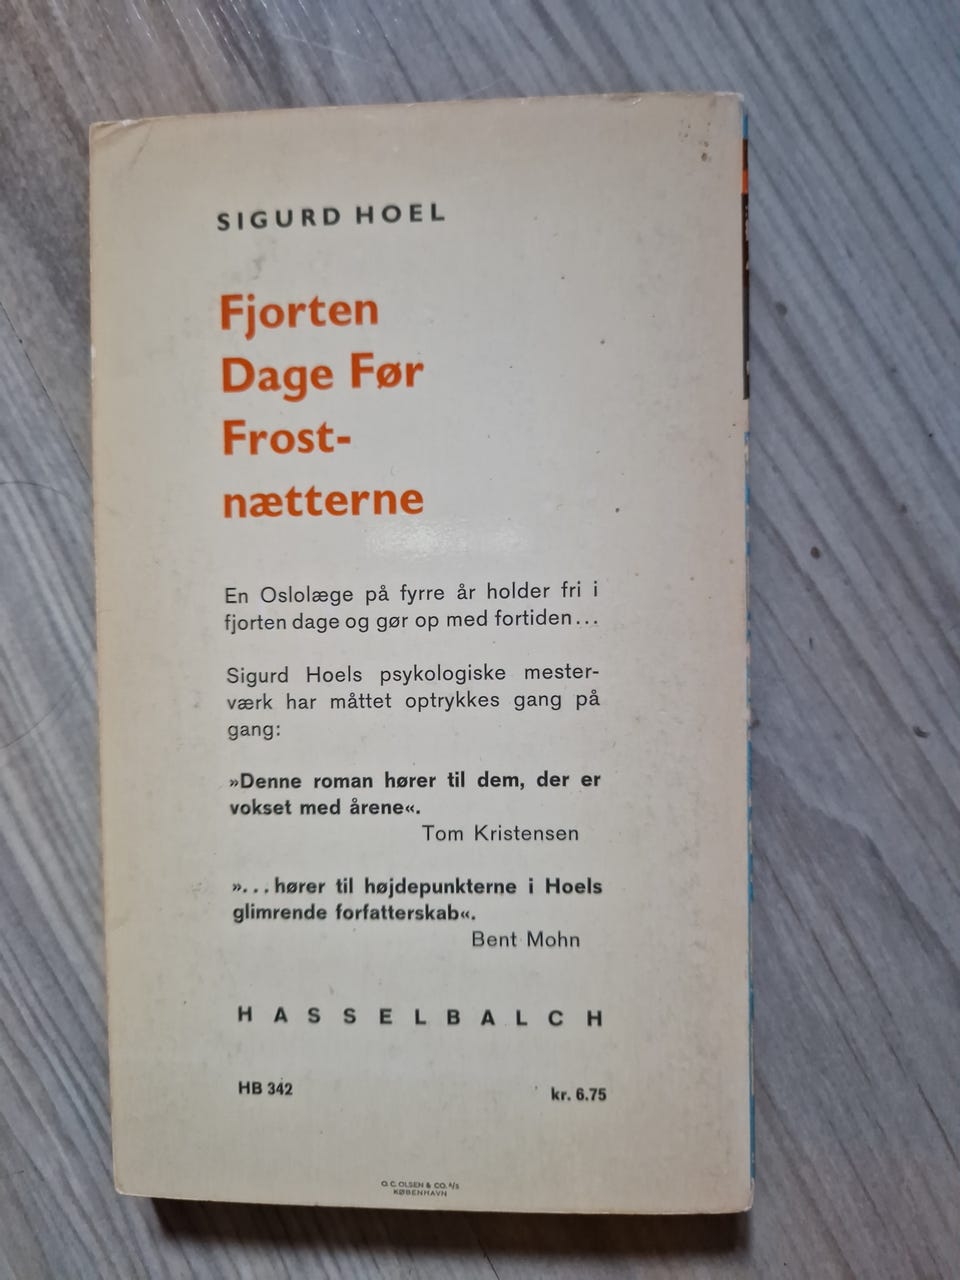 SIGURD HOEL
Fjorten
Dage Før
Frost-
nætterne
En Oslolæge på fyrre år holder fri i
fjorten dage og gør op med fortiden...
Sigurd Hoels psykologiske mester-
værk har måttet optrykkes gang på
gang:
»Denne roman hører til dem, der er
vokset med årene«.
Tom Kristensen
»...hører til højdepunkterne i Hoels
glimrende forfatterskab«.
Bent Mohn
HASSELBALCH
HB 342 kr. 6.75
O. C. OLSEN & CO. A/S
KØBENHAVN